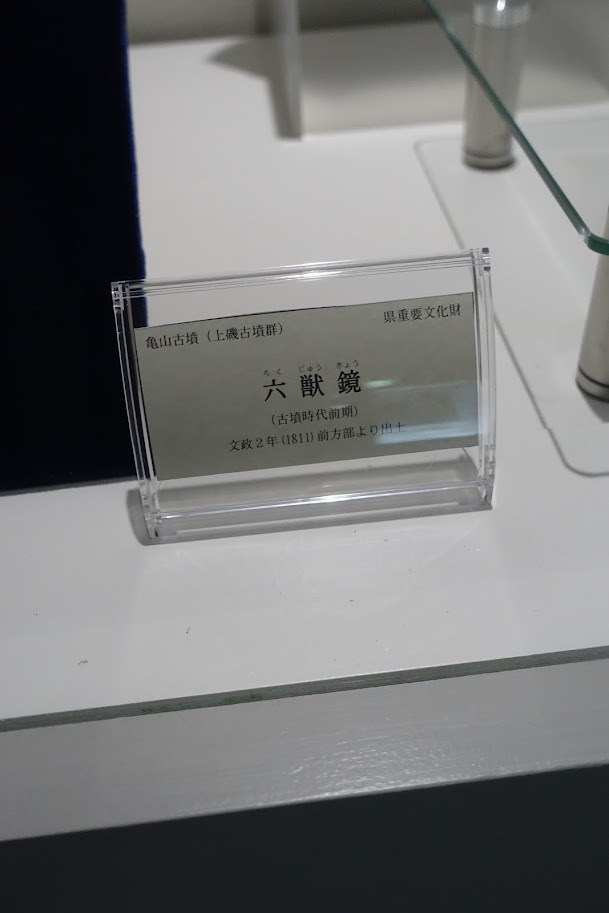 亀山古墳（上磯古墳群）
県重要文化財
ろく じゅう きょう
六獣鏡
（古墳時代前期）
文政２年(1811)前方部より出土